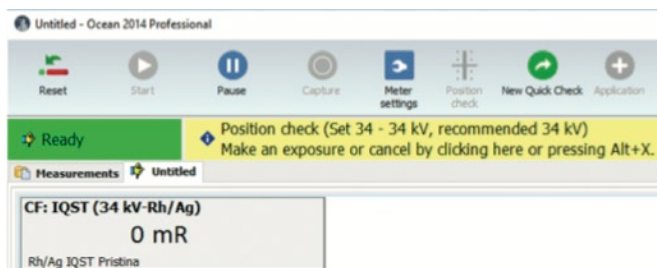 Untitled - Ocean 2014 Professional
Reset
Start
Pause
Capture
Meter
settings
Position
check
New Quick Check
Application
Ready
Position check (Set 34 - 34 kV, recommended 34 kV)
Make an exposure or cancel by clicking here or pressing Alt+X.
Measurements
Untitled
CF: IQST (34 kV-Rh/Ag)
0 mR
Rh/Ag IQST Pristina